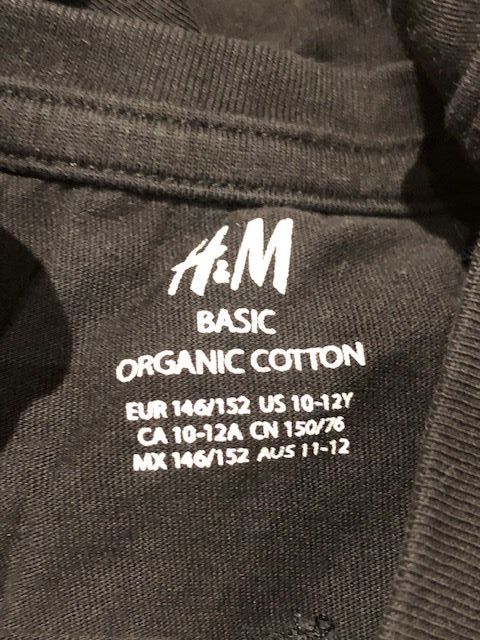 H&M
BASIC
ORGANIC COTTON
EUR 146/152 US 10-12Y
CA 10-12A CN 150/76
MX 146/152 AUS 11-12